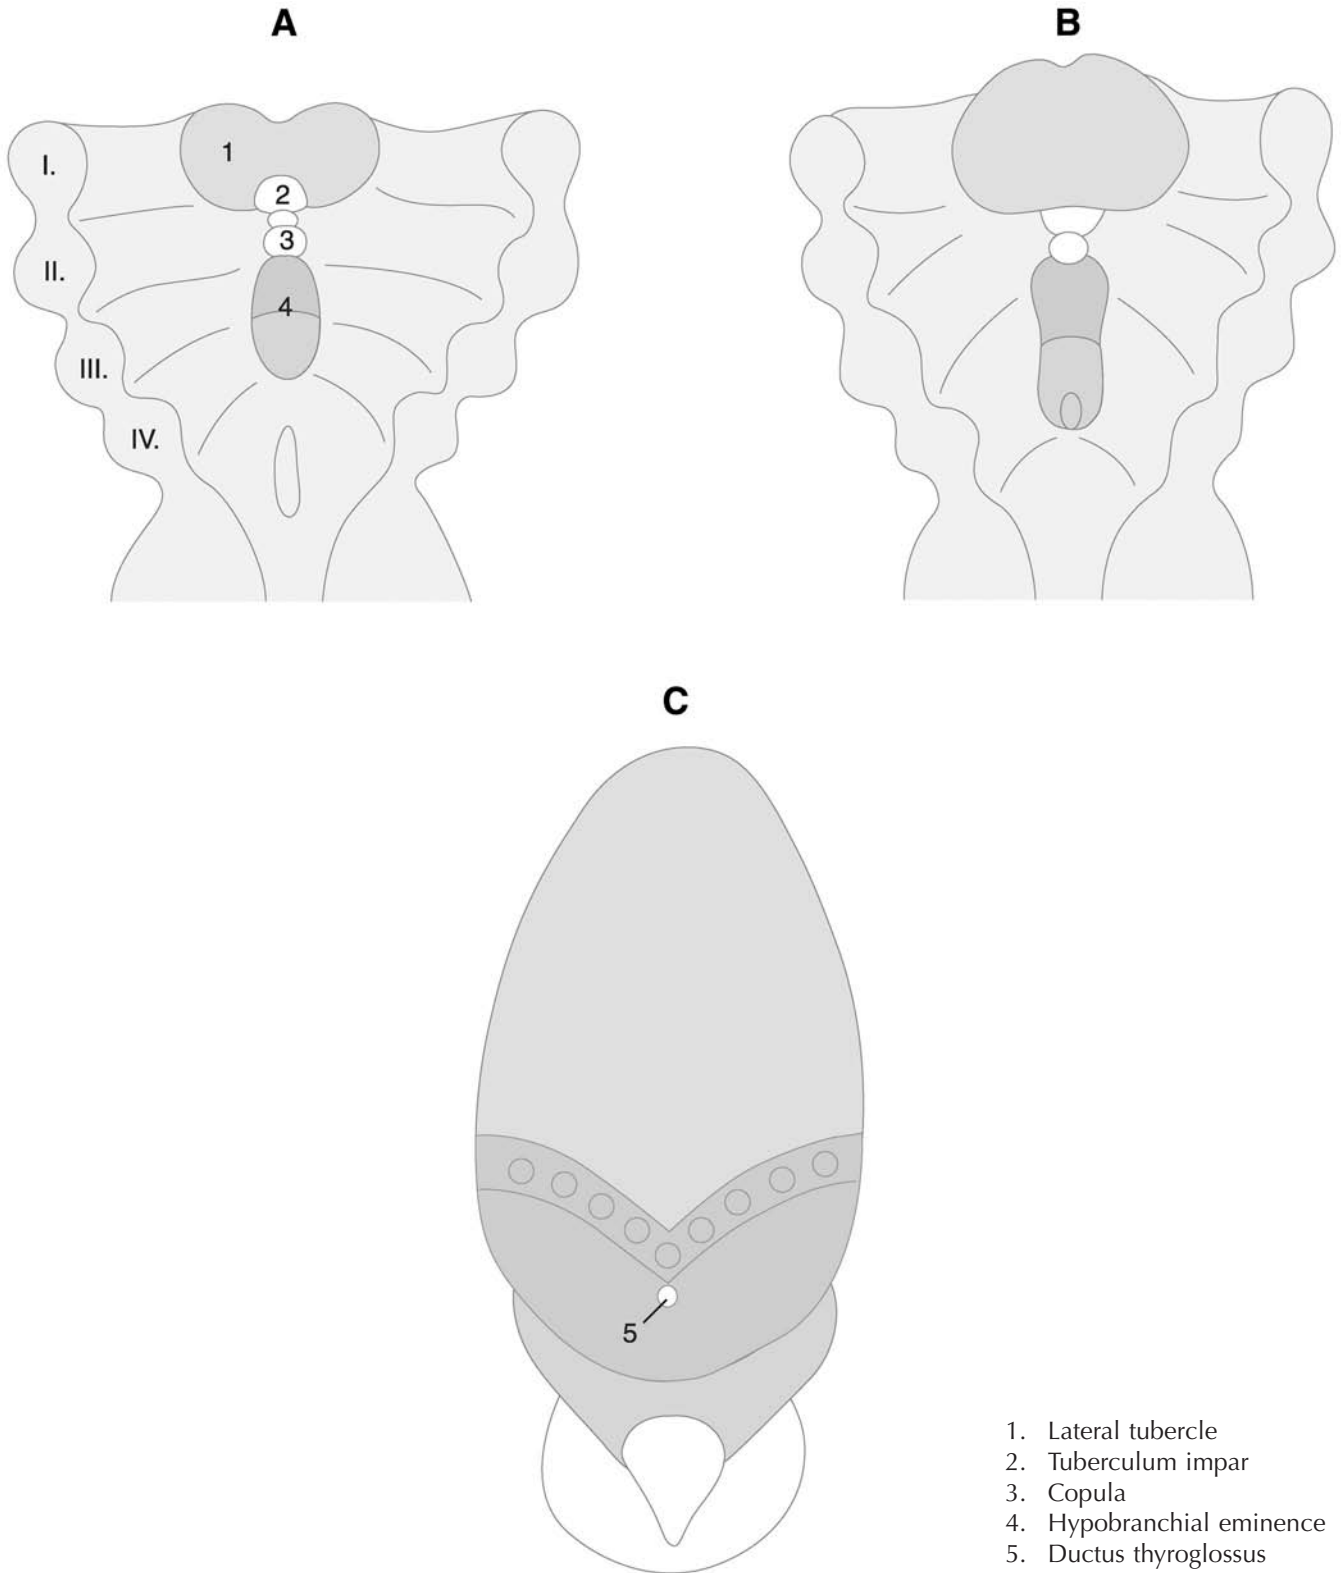 A
B
1
I.
2
3
II.
4
III.
IV.
C
5
1. Lateral tubercle
2. Tuberculum impar
3. Copula
4. Hypobranchial eminence
5. Ductus thyroglossus